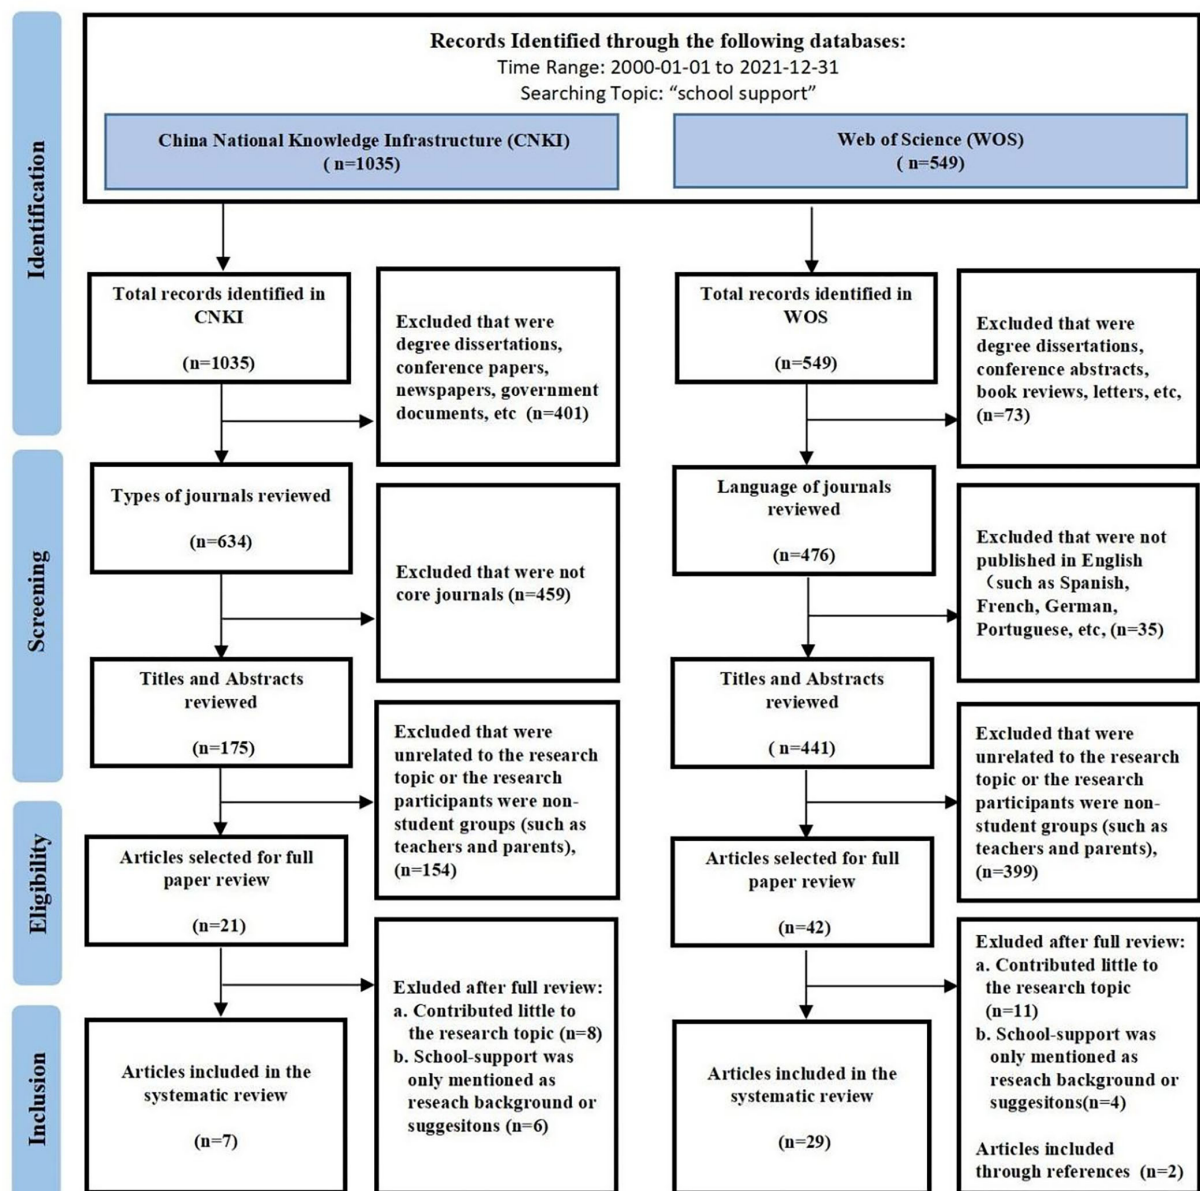 Identification
Records Identified through the following databases:
Time Range: 2000-01-01 to 2021-12-31
Searching Topic: “school support”
China National Knowledge Infrastructure (CNKI)
( n=1035)
Web of Science (WOS)
( n=549)
Total records identified in
CNKI
(n=1035)
Excluded that were
degree dissertations,
conference papers,
newspapers, government
documents, etc (n=401)
Total records identified in
WOS
(n=549)
Excluded that were
degree dissertations,
conference abstracts,
book reviews, letters, etc,
(n=73)
Screening
Types of journals reviewed
(n=634)
Excluded that were not
core journals (n=459)
Language of journals
reviewed
(n=476)
Excluded that were not
published in English
（such as Spanish,
French, German,
Portuguese, etc, (n=35)
Titles and Abstracts
reviewed
(n=175)
Excluded that were
unrelated to the research
topic or the research
participants were non-
student groups (such as
teachers and parents),
(n=154)
Titles and Abstracts
reviewed
( n=441)
Excluded that were
unrelated to the research
topic or the research
participants were non-
student groups (such as
teachers and parents),
(n=399)
Eligibility
Articles selected for full
paper review
(n=21)
Exluded after full review:
a. Contributed little to
the research topic (n=8)
b. School-support was
only mentioned as
reseach background or
suggesitons (n=6)
Articles selected for full
paper review
(n=42)
Exluded after full review:
a. Contributed little to
the research topic
(n=11)
b. School-support was
only mentioned as
reseach background or
suggesitons(n=4)
Articles included
through references (n=2)
Inclusion
Articles included in the
systematic review
(n=7)
Articles included in the
systematic review
(n=29)